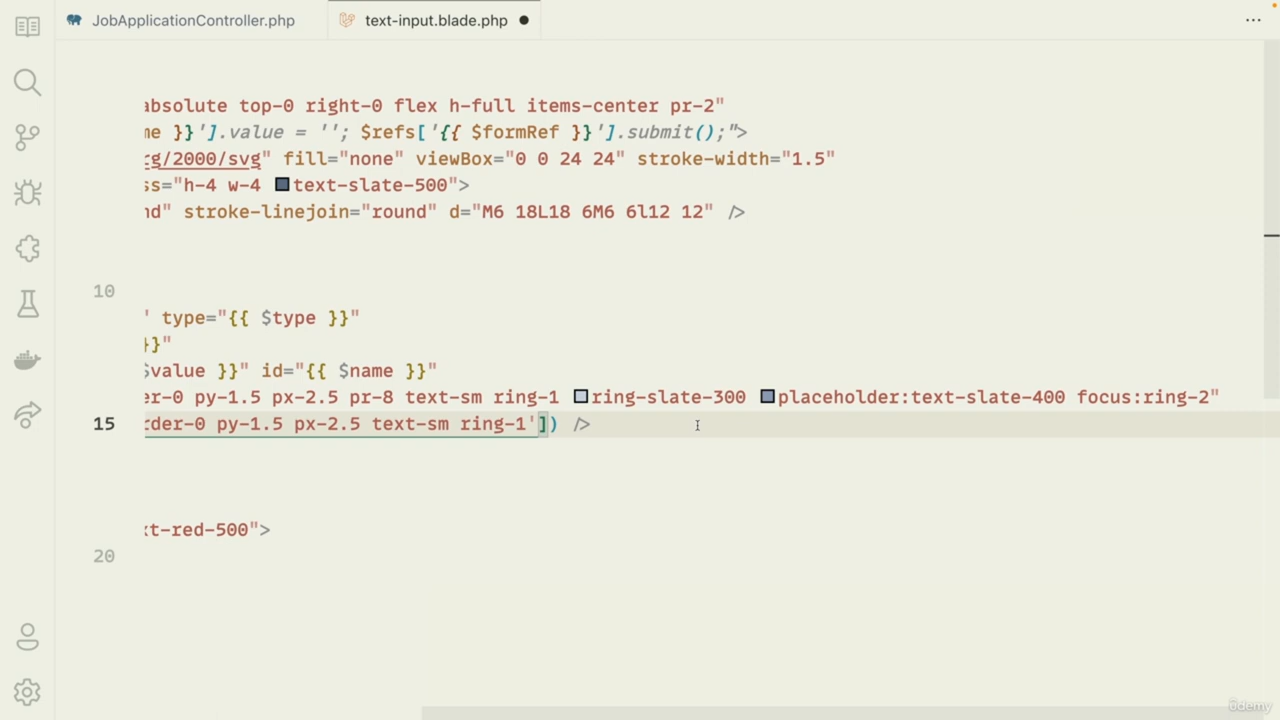 JobApplicationController.php
text-input.blade.php
absolute top-0 right-0 flex h-full items-center pr-2"
me }}'].value = ''; $refs['{{ $formRef }}'].submit();">
rg/2000/svg" fill="none" viewBox="0 0 24 24" stroke-width="1.5"
ss="h-4 w-4 text-slate-500">
nd" stroke-linejoin="round" d="M6 18L18 6M6 6l12 12" />
10
' type="{{ $type }}"
}}"
$value }}" id="{{ $name }}"
er-0 py-1.5 px-2.5 pr-8 text-sm ring-1 ring-slate-300 placeholder:text-slate-400 focus:ring-2"
15 rder-0 py-1.5 px-2.5 text-sm ring-1']) />
xt-red-500">
20
ûdemy